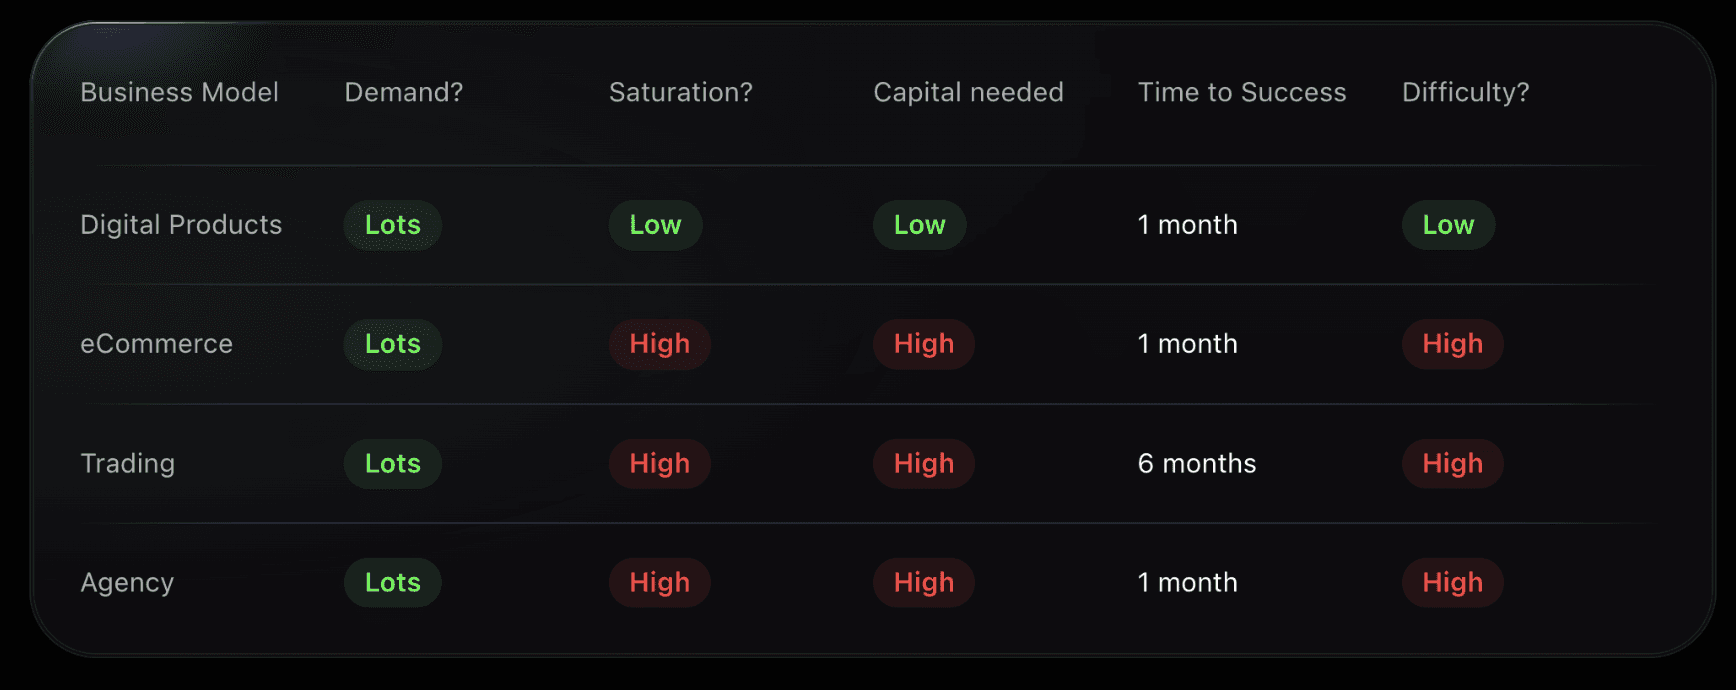 Business Model Demand? Saturation? Capital needed Time to Success Difficulty?
Digital Products Lots Low Low 1 month Low
eCommerce Lots High High 1 month High
Trading Lots High High 6 months High
Agency Lots High High 1 month High